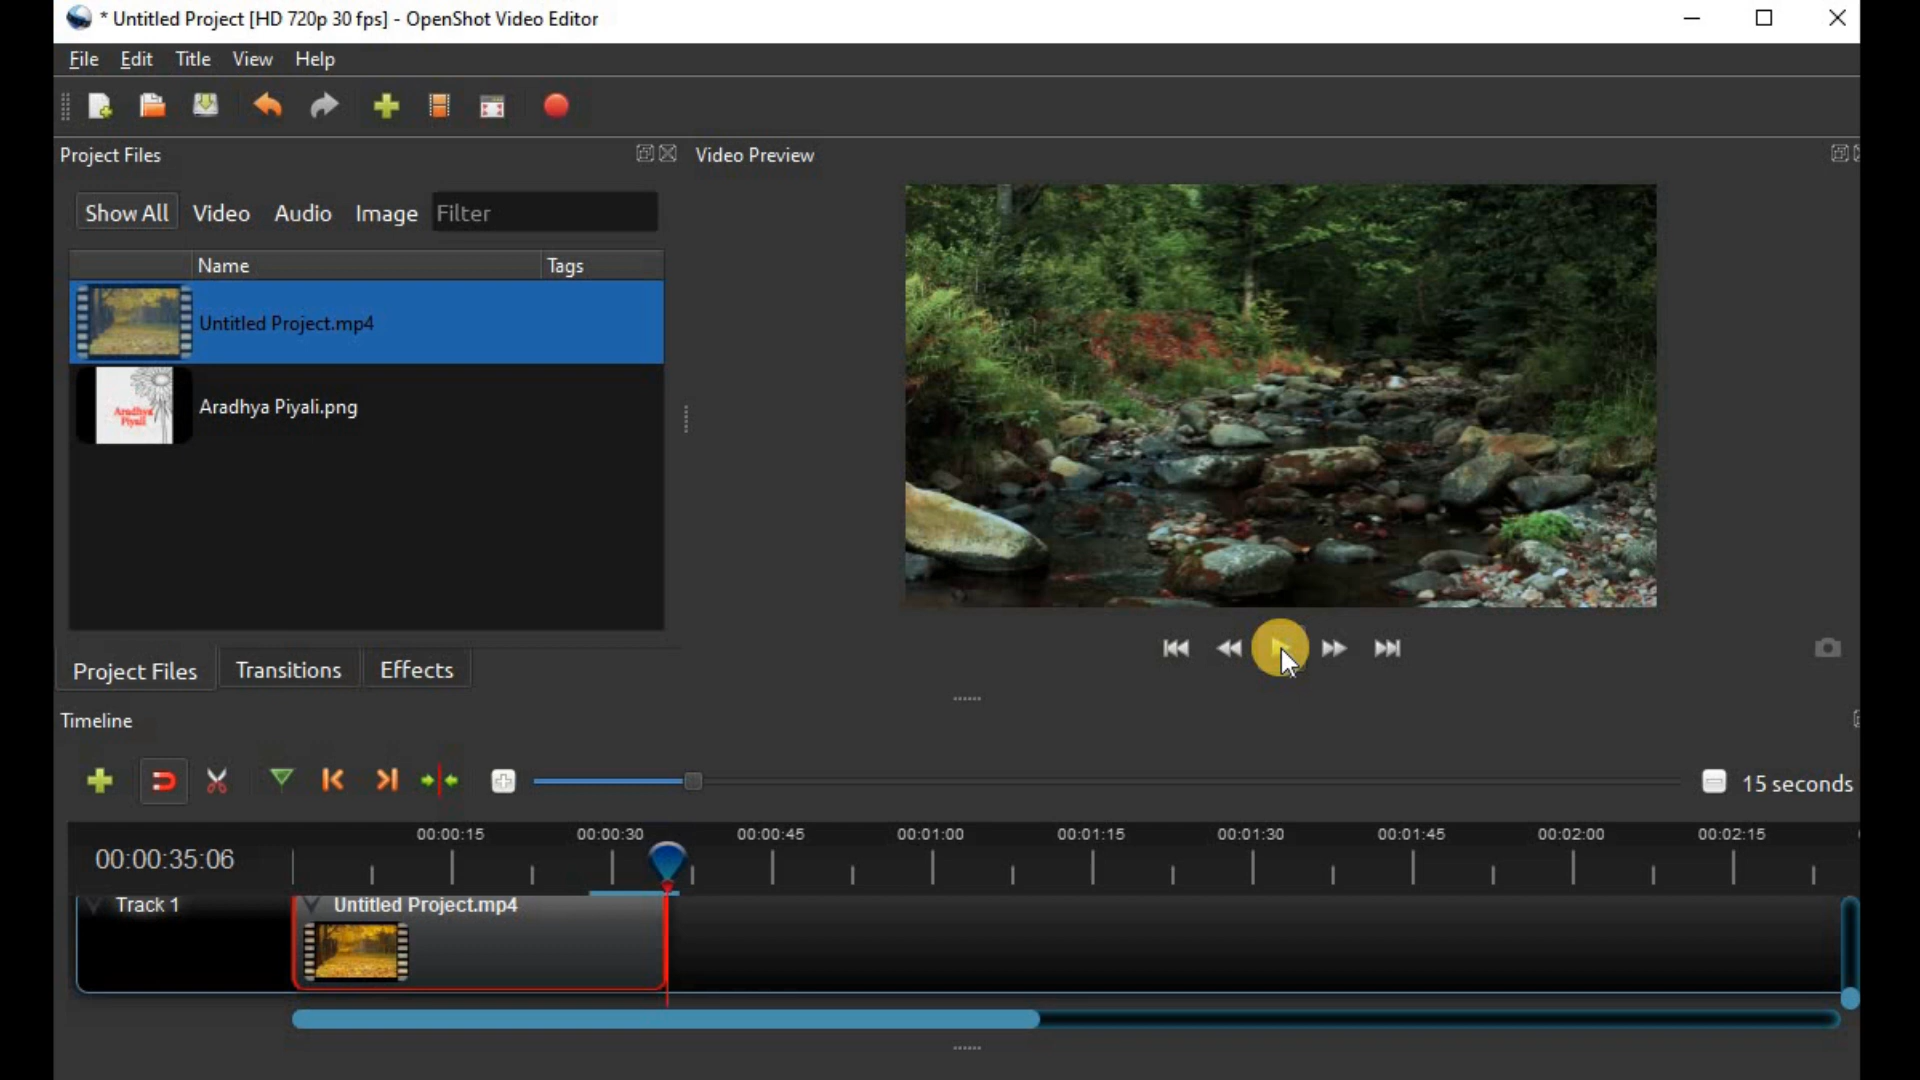 * Untitled Project [HD 720p 30 fps] - OpenShot Video Editor
File Edit Title View Help
Project Files
Video Preview
Show All Video Audio Image Filter
Name Tags
Untitled Project.mp4
Aradhya Piyali
Aradhya Piyali.png
Project Files Transitions Effects
Timeline
15 seconds
00:00:15 00:00:30 00:00:45 00:01:00 00:01:15 00:01:30 00:01:45 00:02:00 00:02:15
00:00:35:06
Track 1
Untitled Project.mp4